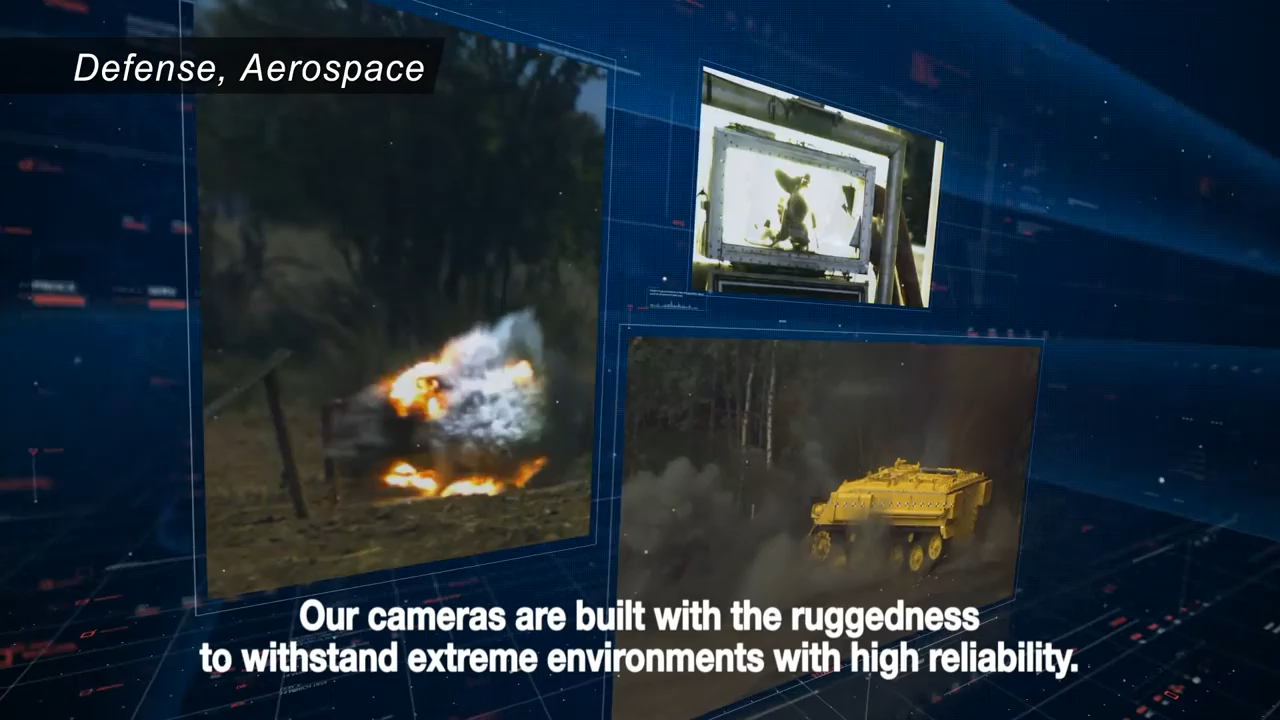 Defense, Aerospace
Our cameras are built with the ruggedness
to withstand extreme environments with high reliability.